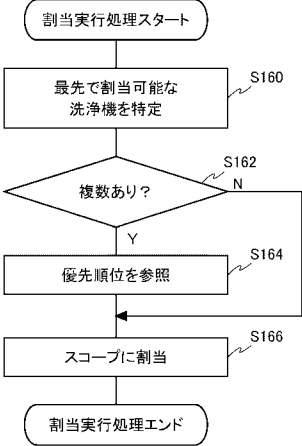 割当実行処理スタート
最先で割当可能な
洗浄機を特定
S160
複数あり？
S162
N
Y
優先順位を参照
S164
スコープに割当
S166
割当実行処理エンド